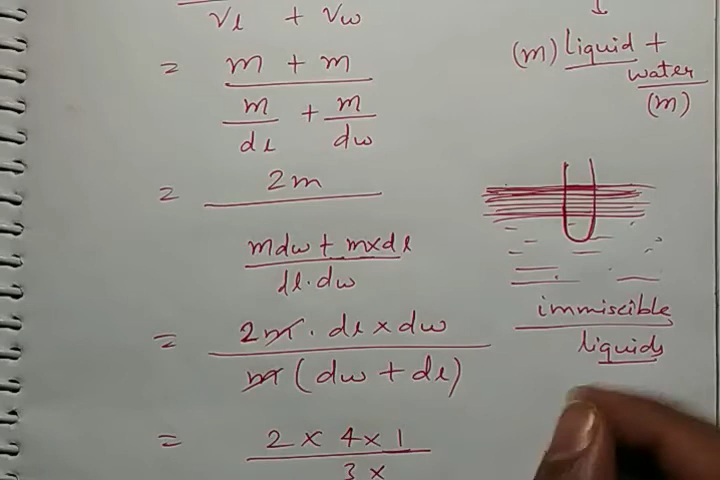 Vl + Vw
= m + m
m/dl + m/dw
= 2m
mdw + mxdl
dl.dw
= 2m . dl x dw
m (dw + dl)
= 2 x 4 x 1
3 x
(m) liquid +
water
(m)
immiscible
liquids